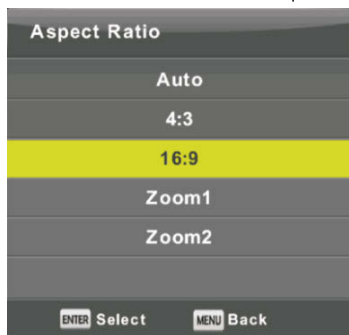 Aspect Ratio
Auto
4:3
16:9
Zoom1
Zoom2
ENTER Select MENU Back